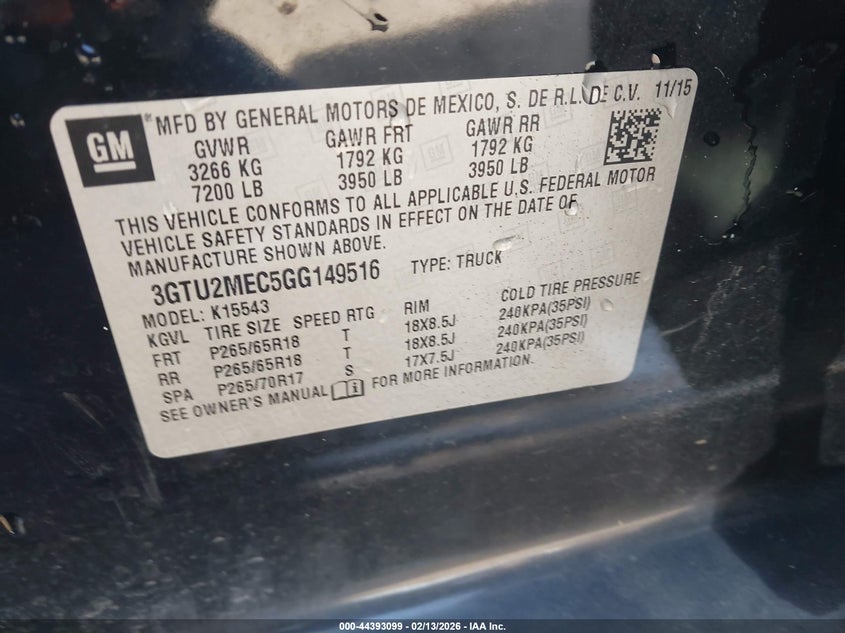 GM
®MFD BY GENERAL MOTORS DE MEXICO, S. DE R.L. DE C.V. 11/15
GVWR GAWR FRT GAWR RR
3266 KG 1792 KG 1792 KG
7200 LB 3950 LB 3950 LB
THIS VEHICLE CONFORMS TO ALL APPLICABLE U.S. FEDERAL MOTOR
VEHICLE SAFETY STANDARDS IN EFFECT ON THE DATE OF
MANUFACTURE SHOWN ABOVE.
3GTU2MEC5GG149516 TYPE: TRUCK
MODEL: K15543
KGVL TIRE SIZE SPEED RTG RIM COLD TIRE PRESSURE
FRT P265/65R18 T 18X8.5J 240KPA(35PSI)
RR P265/65R18 T 18X8.5J 240KPA(35PSI)
SPA P265/70R17 S 17X7.5J 240KPA(35PSI)
SEE OWNER'S MANUAL FOR MORE INFORMATION.
000-44393099 - 02/13/2026 - IAA Inc.